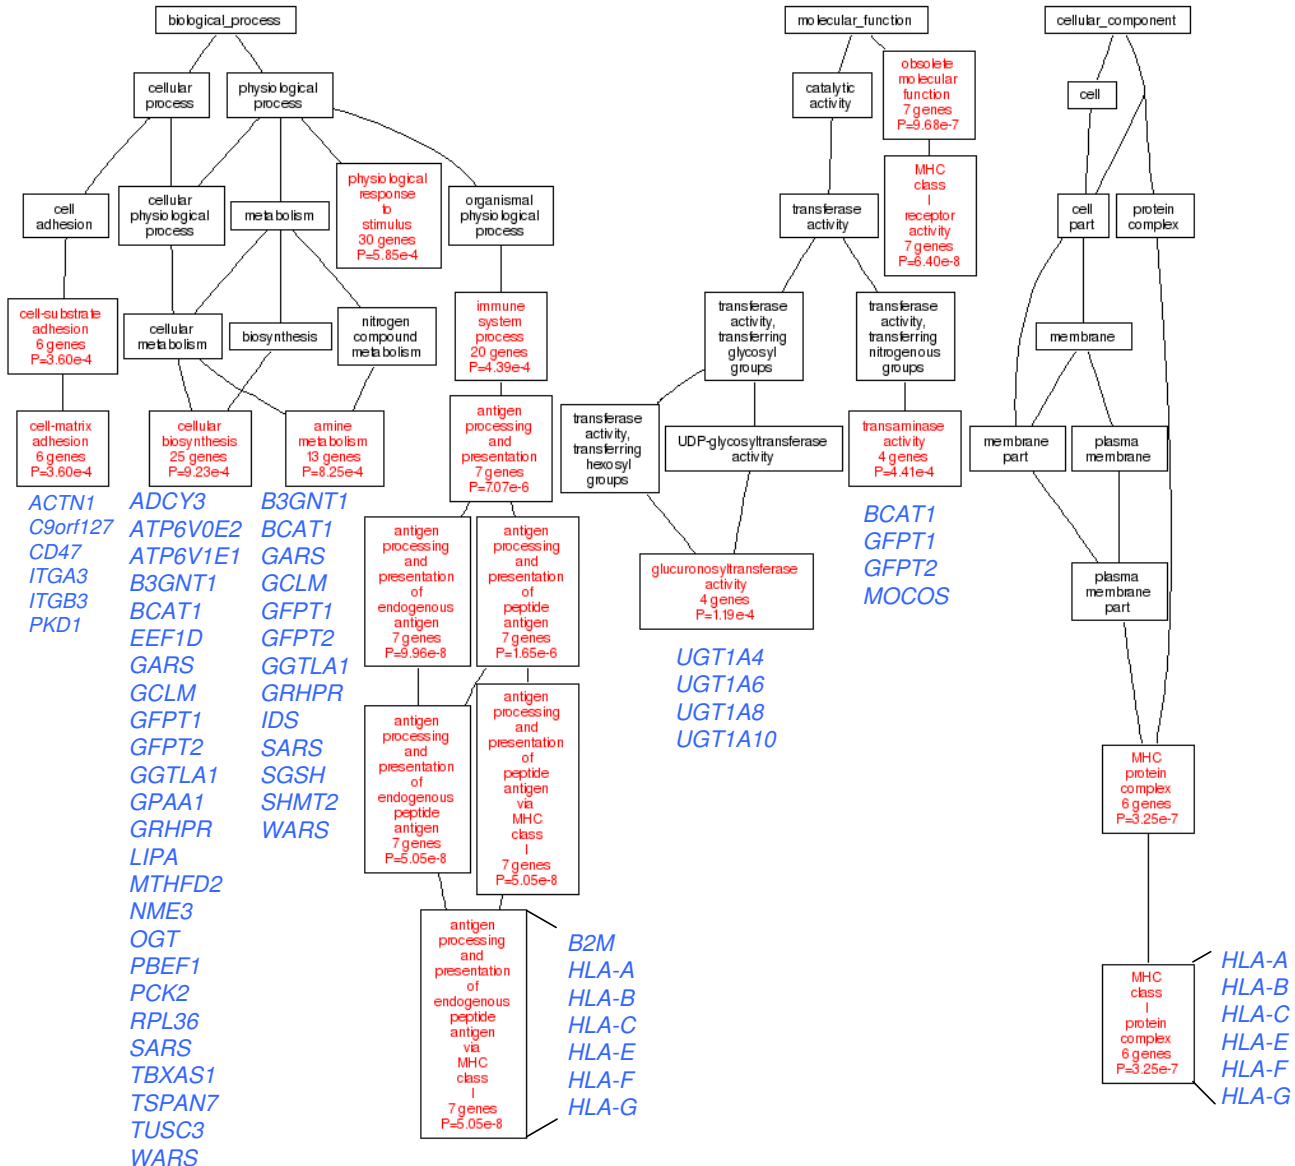 biological_process
molecular_function
cellular_component
cellular
process
physiological
process
catalytic
activity
obsolete
molecular
function
7 genes
P=9.68e-7
cell
cell
adhesion
cellular
physiological
process
metabolism
physiological
response
to
stimulus
30 genes
P=5.85e-4
organismal
physiological
process
transferase
activity
MHC
class
I
receptor
activity
7 genes
P=6.40e-8
cell
part
protein
complex
cell-substrate
adhesion
6 genes
P=3.60e-4
cellular
metabolism
biosynthesis
nitrogen
compound
metabolism
immune
system
process
20 genes
P=4.39e-4
transferase
activity,
transferring
glycosyl
groups
transferase
activity,
transferring
nitrogenous
groups
membrane
cell-matrix
adhesion
6 genes
P=3.60e-4
cellular
biosynthesis
25 genes
P=9.23e-4
amine
metabolism
13 genes
P=8.25e-4
antigen
processing
and
presentation
7 genes
P=7.07e-6
transferase
activity,
transferring
hexosyl
groups
UDP-glycosyltransferase
activity
transaminase
activity
4 genes
P=4.41e-4
membrane
part
plasma
membrane
ACTN1
C9orf127
CD47
ITGA3
ITGB3
PKD1
ADCY3
ATP6V0E2
ATP6V1E1
B3GNT1
BCAT1
EEF1D
GARS
GCLM
GFPT1
GFPT2
GGTLA1
GPAA1
GRHPR
LIPA
MTHFD2
NME3
OGT
PBEF1
PCK2
RPL36
SARS
TBXAS1
TSPAN7
TUSC3
WARS
B3GNT1
BCAT1
GARS
GCLM
GFPT1
GFPT2
GGTLA1
GRHPR
IDS
SARS
SGSH
SHMT2
WARS
antigen
processing
and
presentation
of
endogenous
antigen
7 genes
P=9.96e-8
antigen
processing
and
presentation
of
peptide
antigen
7 genes
P=1.65e-6
glucuronosyltransferase
activity
4 genes
P=1.19e-4
BCAT1
GFPT1
GFPT2
MOCOS
plasma
membrane
part
UGT1A4
UGT1A6
UGT1A8
UGT1A10
antigen
processing
and
presentation
of
endogenous
peptide
antigen
7 genes
P=5.05e-8
antigen
processing
and
presentation
of
peptide
antigen
via
MHC
class
I
7 genes
P=5.05e-8
MHC
protein
complex
6 genes
P=3.25e-7
antigen
processing
and
presentation
of
endogenous
peptide
antigen
via
MHC
class
I
7 genes
P=5.05e-8
B2M
HLA-A
HLA-B
HLA-C
HLA-E
HLA-F
HLA-G
MHC
class
I
protein
complex
6 genes
P=3.25e-7
HLA-A
HLA-B
HLA-C
HLA-E
HLA-F
HLA-G